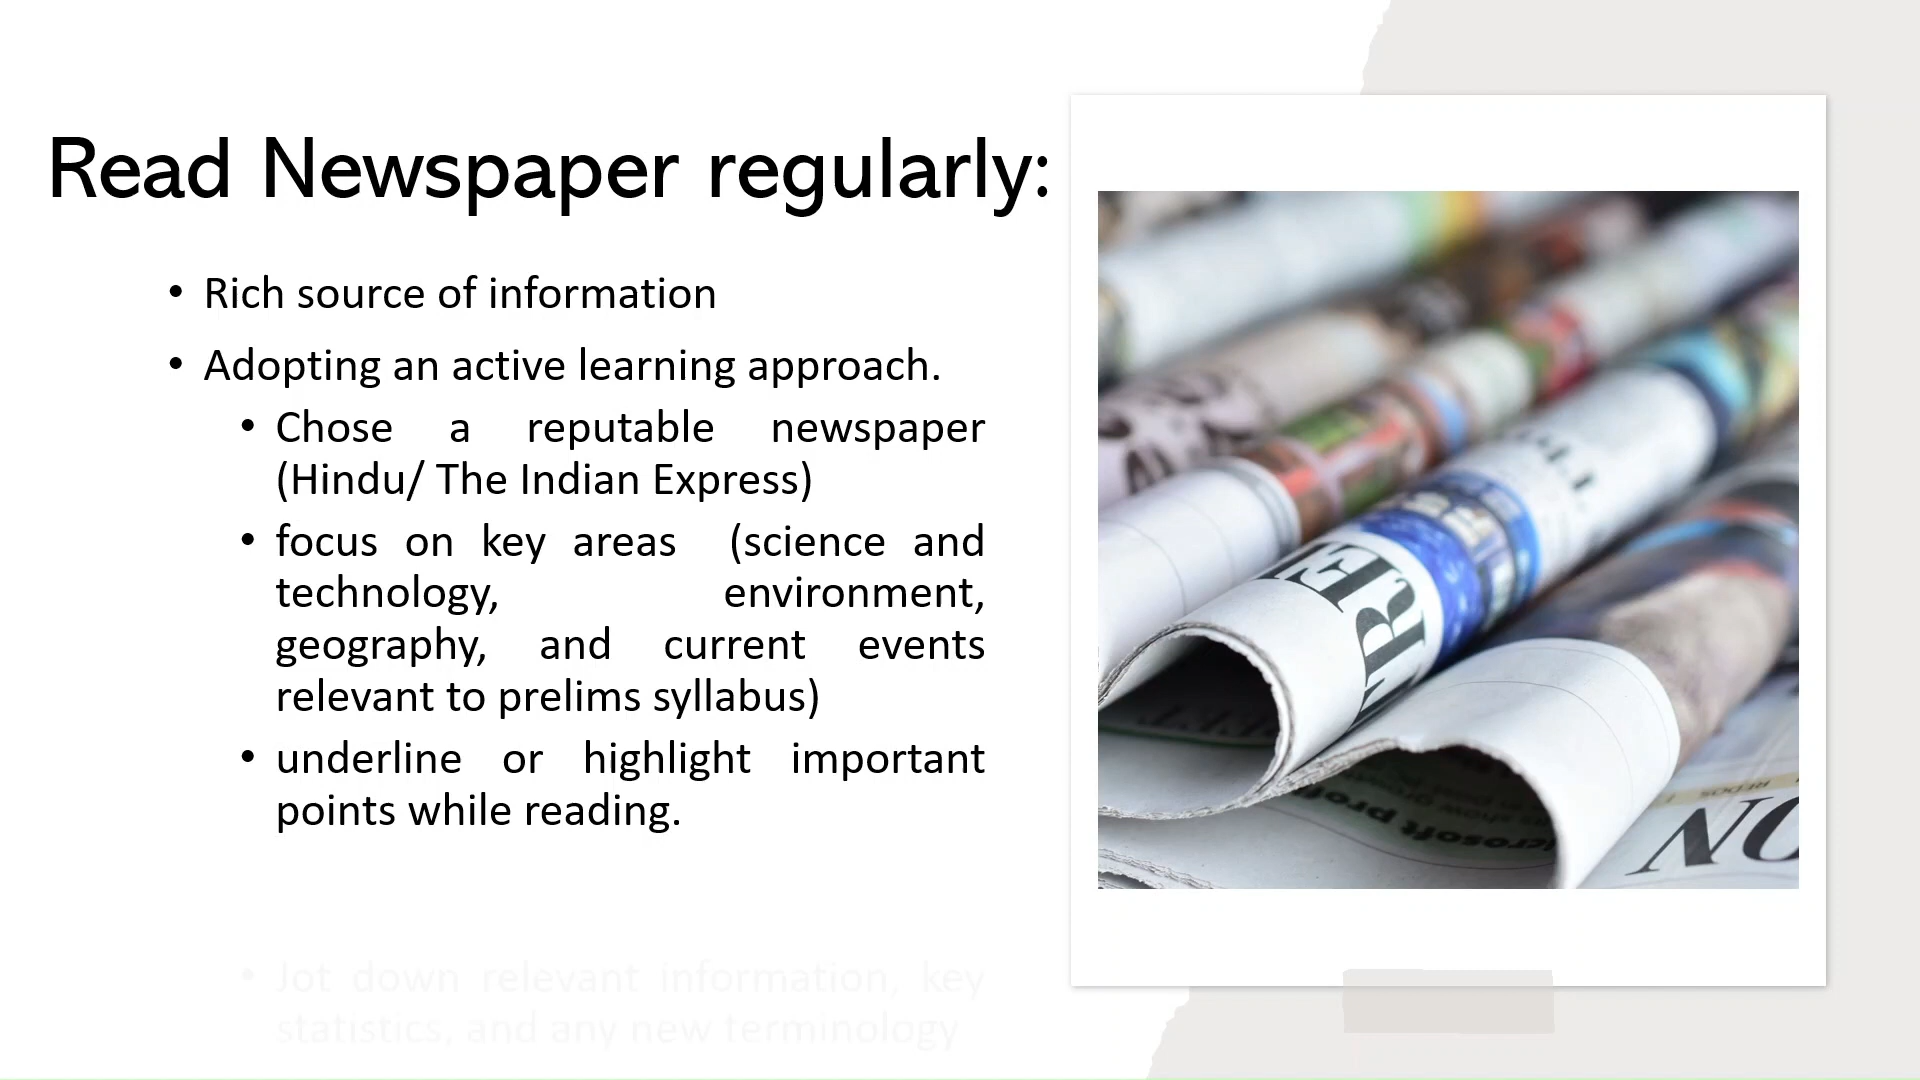 Read Newspaper regularly:
• Rich source of information
• Adopting an active learning approach.
• Chose a reputable newspaper
(Hindu/ The Indian Express)
• focus on key areas (science and
technology, environment,
geography, and current events
relevant to prelims syllabus)
• underline or highlight important
points while reading.
• Jot down relevant information, key
statistics, and any new terminology
ON